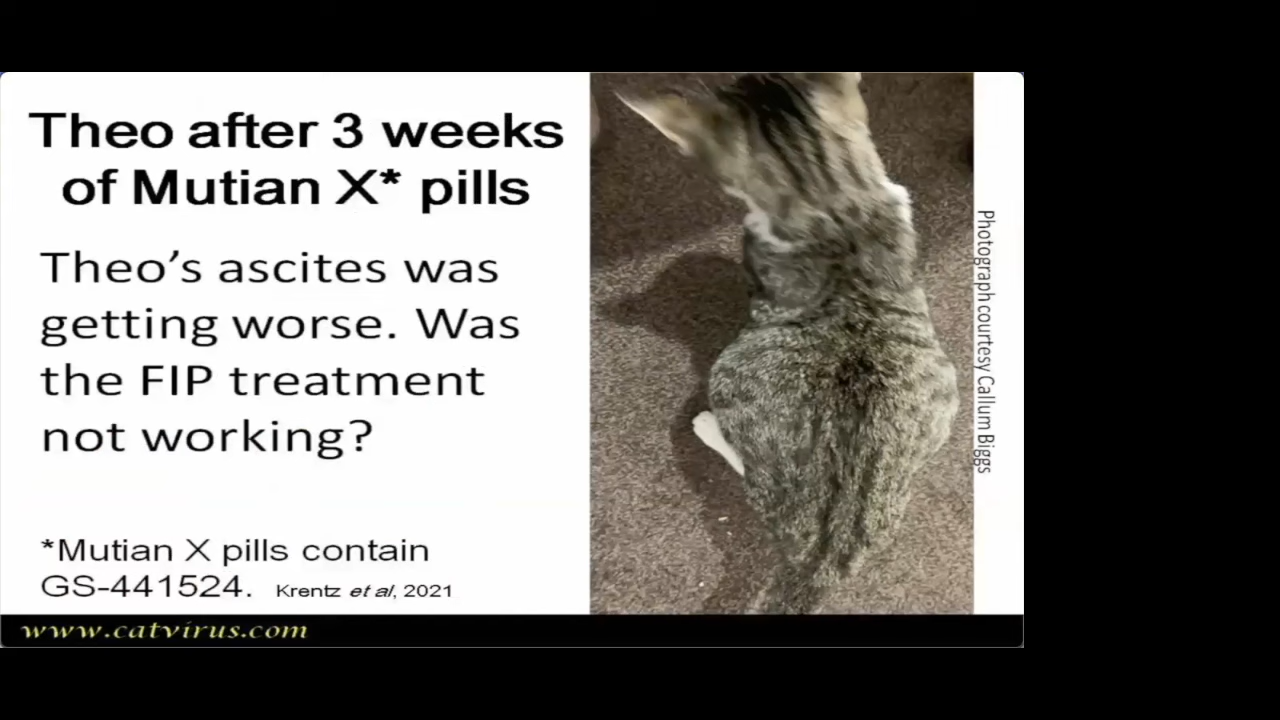 Theo after 3 weeks
of Mutian X* pills
Theo's ascites was
getting worse. Was
the FIP treatment
not working?
*Mutian X pills contain
GS-441524. Krentz et al, 2021
Photograph courtesy Callum Biggs
www.catvirus.com